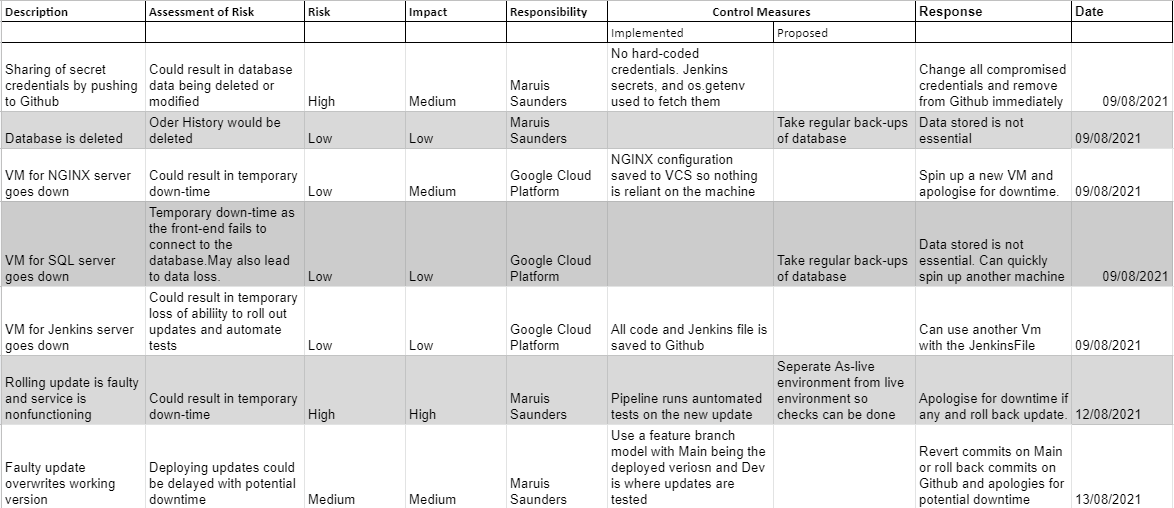 Description Assessment of Risk Risk Impact Responsibility Control Measures Response Date
Implemented Proposed
Sharing of secret
credentials by pushing
to Github
Could result in database
data being deleted or
modified
High
Medium
Maruis
Saunders
No hard-coded
credentials. Jenkins
secrets, and os.getenv
used to fetch them
Change all compromised
credentials and remove
from Github immediately
09/08/2021
Database is deleted
Oder History would be
deleted
Low
Low
Maruis
Saunders
Take regular back-ups
of database
Data stored is not
essential
09/08/2021
VM for NGINX server
goes down
Could result in temporary
down-time
Low
Medium
Google Cloud
Platform
NGINX configuration
saved to VCS so nothing
is reliant on the machine
Spin up a new VM and
apologise for downtime.
09/08/2021
VM for SQL server
goes down
Temporary down-time as
the front-end fails to
connect to the
database.May also lead
to data loss.
Low
Low
Google Cloud
Platform
Take regular back-ups
of database
Data stored is not
essential. Can quickly
spin up another machine
09/08/2021
VM for Jenkins server
goes down
Could result in temporary
loss of abiliity to roll out
updates and automate
tests
Low
Low
Google Cloud
Platform
All code and Jenkins file is
saved to Github
Can use another Vm
with the JenkinsFile
09/08/2021
Rolling update is faulty
and service is
nonfunctioning
Could result in temporary
down-time
High
High
Maruis
Saunders
Pipeline runs auntomated
tests on the new update
Seperate As-live
environment from live
environment so
checks can be done
Apologise for downtime if
any and roll back update.
12/08/2021
Faulty update
overwrites working
version
Deploying updates could
be delayed with potential
downtime
Medium
Medium
Maruis
Saunders
Use a feature branch
model with Main being the
deployed veriosn and Dev
is where updates are
tested
Revert commits on Main
or roll back commits on
Github and apologies for
potential downtime
13/08/2021